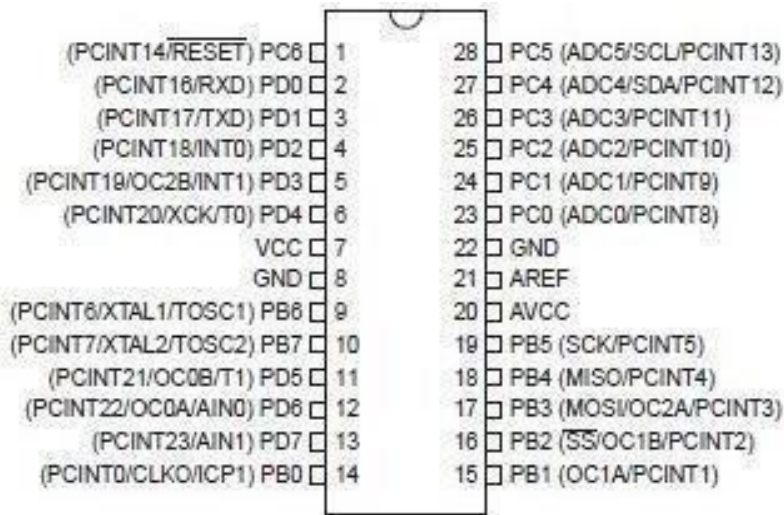 (PCINT14/RESET) PC6 1 28 PC5 (ADC5/SCL/PCINT13)
(PCINT16/RXD) PD0 2 27 PC4 (ADC4/SDA/PCINT12)
(PCINT17/TXD) PD1 3 26 PC3 (ADC3/PCINT11)
(PCINT18/INT0) PD2 4 25 PC2 (ADC2/PCINT10)
(PCINT19/OC2B/INT1) PD3 5 24 PC1 (ADC1/PCINT9)
(PCINT20/XCK/T0) PD4 6 23 PC0 (ADC0/PCINT8)
VCC 7 22 GND
GND 8 21 AREF
(PCINT6/XTAL1/TOSC1) PB6 9 20 AVCC
(PCINT7/XTAL2/TOSC2) PB7 10 19 PB5 (SCK/PCINT5)
(PCINT21/OC0B/T1) PD5 11 18 PB4 (MISO/PCINT4)
(PCINT22/OC0A/AIN0) PD6 12 17 PB3 (MOSI/OC2A/PCINT3)
(PCINT23/AIN1) PD7 13 16 PB2 (SS/OC1B/PCINT2)
(PCINT0/CLKO/ICP1) PB0 14 15 PB1 (OC1A/PCINT1)